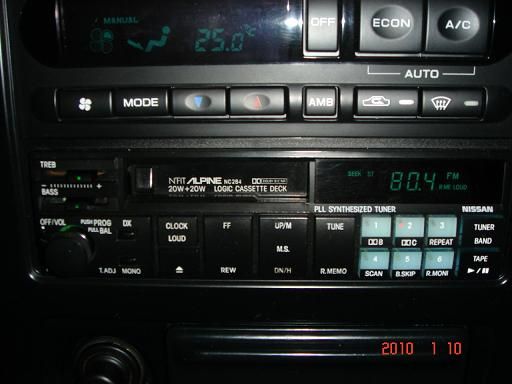 MANUAL
25.0°C
OFF
ECON
A/C
AUTO
MODE
AMB
TREB
BASS
- +
ALPINE NC284 DOLBY B C NR
20W+20W LOGIC CASSETTE DECK
SEEK ST 80.4 FM
LOUD
PLL SYNTHESIZED TUNER
NISSAN
OFF/VOL
PUSH PROG
PULL BAL
DX
CLOCK
LOUD
FF
UP/M
M.S.
TUNE
1 2 3
B C REPEAT
TUNER
BAND
4 5 6
TAPE
T.ADJ
MONO
REW
DN/H
R.MEMO
SCAN
B.SKIP
R.MONI
2010 1 10